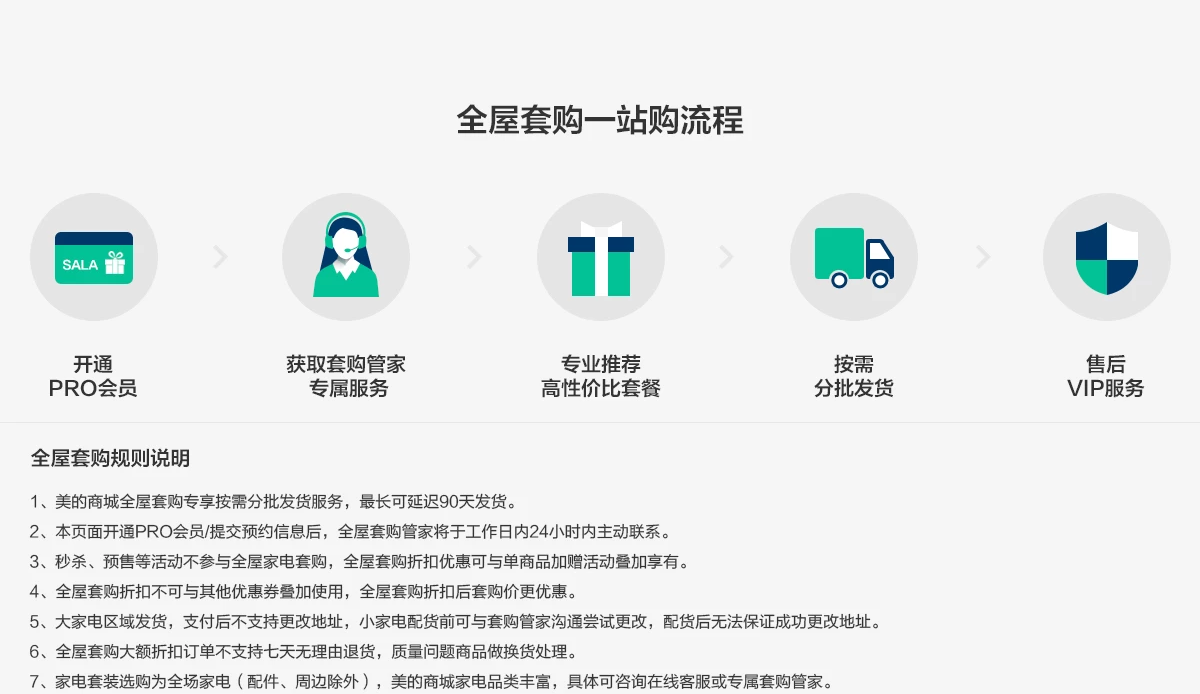 全屋套购一站购流程
SALA
开通
PRO会员
获取套购管家
专属服务
专业推荐
高性价比套餐
按需
分批发货
售后
VIP服务
全屋套购规则说明
1、美的商城全屋套购专享按需分批发货服务，最长可延迟90天发货。
2、本页面开通PRO会员/提交预约信息后，全屋套购管家将于工作日内24小时内主动联系。
3、秒杀、预售等活动不参与全屋家电套购，全屋套购折扣优惠可与单商品加赠活动叠加享有。
4、全屋套购折扣不可与其他优惠券叠加使用，全屋套购折扣后套购价更优惠。
5、大家电区域发货，支付后不支持更改地址，小家电配货前可与套购管家沟通尝试更改，配货后无法保证成功更改地址。
6、全屋套购大额折扣订单不支持七天无理由退货，质量问题商品做换货处理。
7、家电套装选购为全场家电（配件、周边除外），美的商城家电品类丰富，具体可咨询在线客服或专属套购管家。